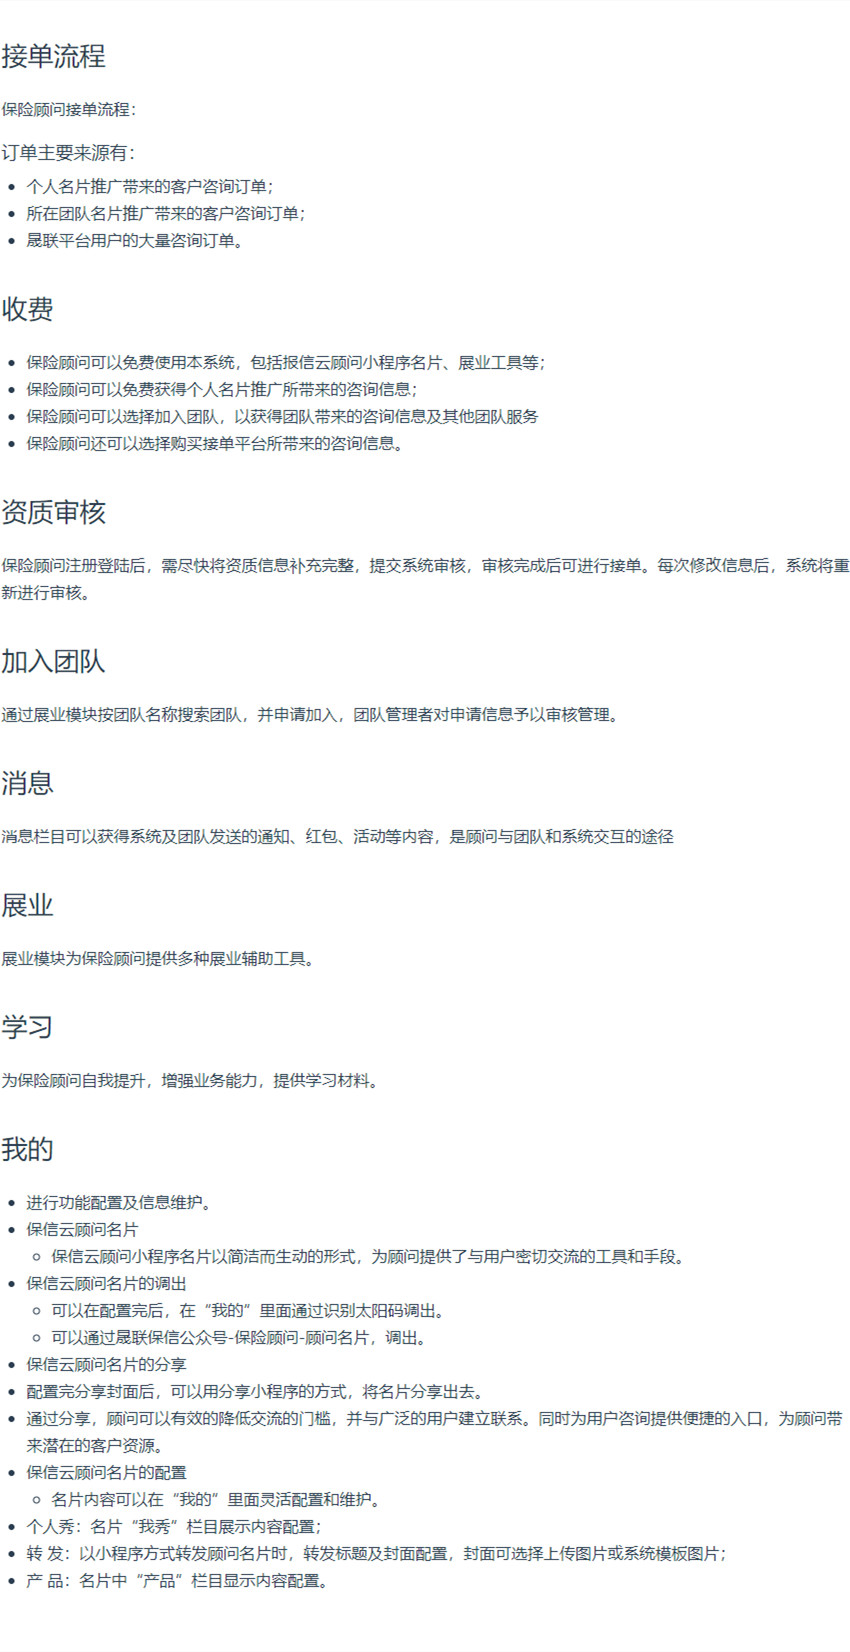 接单流程
保险顾问接单流程：
订单主要来源有：
个人名片推广带来的客户咨询订单；
所在团队名片推广带来的客户咨询订单；
晟联平台用户的大量咨询订单。
收费
保险顾问可以免费使用本系统，包括报信云顾问小程序名片、展业工具等；
保险顾问可以免费获得个人名片推广所带来的咨询信息；
保险顾问可以选择加入团队，以获得团队带来的咨询信息及其他团队服务
保险顾问还可以选择购买接单平台所带来的咨询信息。
资质审核
保险顾问注册登陆后，需尽快将资质信息补充完整，提交系统审核，审核完成后可进行接单。每次修改信息后，系统将重
新进行审核。
加入团队
通过展业模块按团队名称搜索团队，并申请加入，团队管理者对申请信息予以审核管理。
消息
消息栏目可以获得系统及团队发送的通知、红包、活动等内容，是顾问与团队和系统交互的途径
展业
展业模块为保险顾问提供多种展业辅助工具。
学习
为保险顾问自我提升，增强业务能力，提供学习材料。
我的
进行功能配置及信息维护。
保信云顾问名片
保信云顾问小程序名片以简洁而生动的形式，为顾问提供了与用户密切交流的工具和手段。
保信云顾问名片的调出
可以在配置完后，在“我的”里面通过识别太阳码调出。
可以通过晟联保信公众号-保险顾问-顾问名片，调出。
保信云顾问名片的分享
配置完分享封面后，可以用分享小程序的方式，将名片分享出去。
通过分享，顾问可以有效的降低交流的门槛，并与广泛的用户建立联系。同时为用户咨询提供便捷的入口，为顾问带
来潜在的客户资源。
保信云顾问名片的配置
名片内容可以在“我的”里面灵活配置和维护。
个人秀：名片“我秀”栏目展示内容配置；
转 发：以小程序方式转发顾问名片时，转发标题及封面配置，封面可选择上传图片或系统模板图片；
产 品：名片中“产品”栏目显示内容配置。